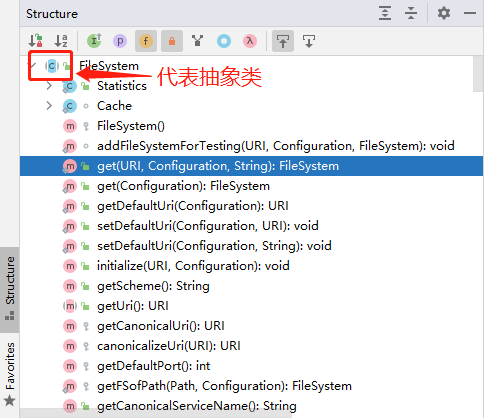 Structure
FileSystem
代表抽象类
Statistics
Cache
FileSystem()
addFileSystemForTesting(URI, Configuration, FileSystem): void
get(URI, Configuration, String): FileSystem
get(Configuration): FileSystem
getDefaultUri(Configuration): URI
setDefaultUri(Configuration, URI): void
setDefaultUri(Configuration, String): void
initialize(URI, Configuration): void
getScheme(): String
getUri(): URI
getCanonicalUri(): URI
canonicalizeUri(URI): URI
getDefaultPort(): int
getFSofPath(Path, Configuration): FileSystem
getCanonicalServiceName(): String
Structure
Favorites